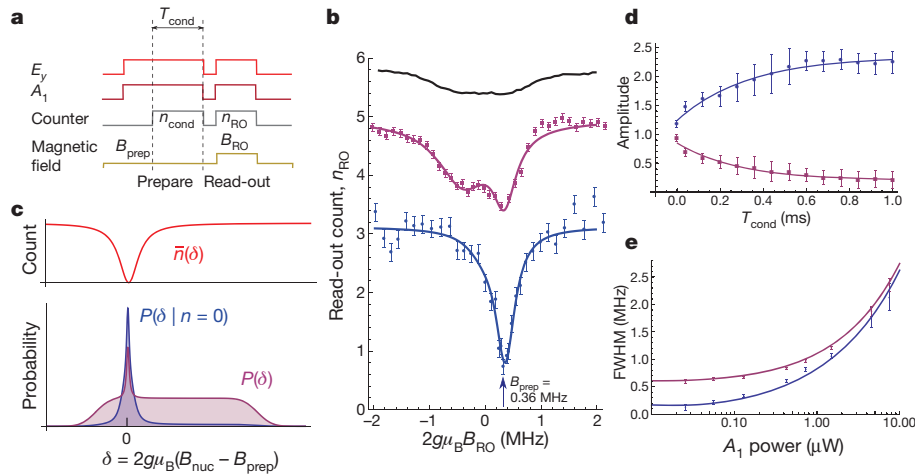 a
T_cond
E_y
A_1
Counter
n_cond
n_RO
Magnetic
field
B_prep
B_RO
Prepare
Read-out
b
Read-out count, n_RO
6
5
4
3
2
1
0
B_prep =
0.36 MHz
−2
−1
0
1
2
2gμ_B B_RO (MHz)
c
Count
n̅(δ)
Probability
P(δ | n = 0)
P(δ)
0
δ = 2gμ_B(B_nuc − B_prep)
d
Amplitude
2.5
1.5
0.5
0.0
0.2
0.4
0.6
0.8
1.0
T_cond (ms)
e
FWHM (MHz)
2.5
2.0
1.5
1.0
0.5
0.0
0.10
1.00
10.00
A_1 power (μW)